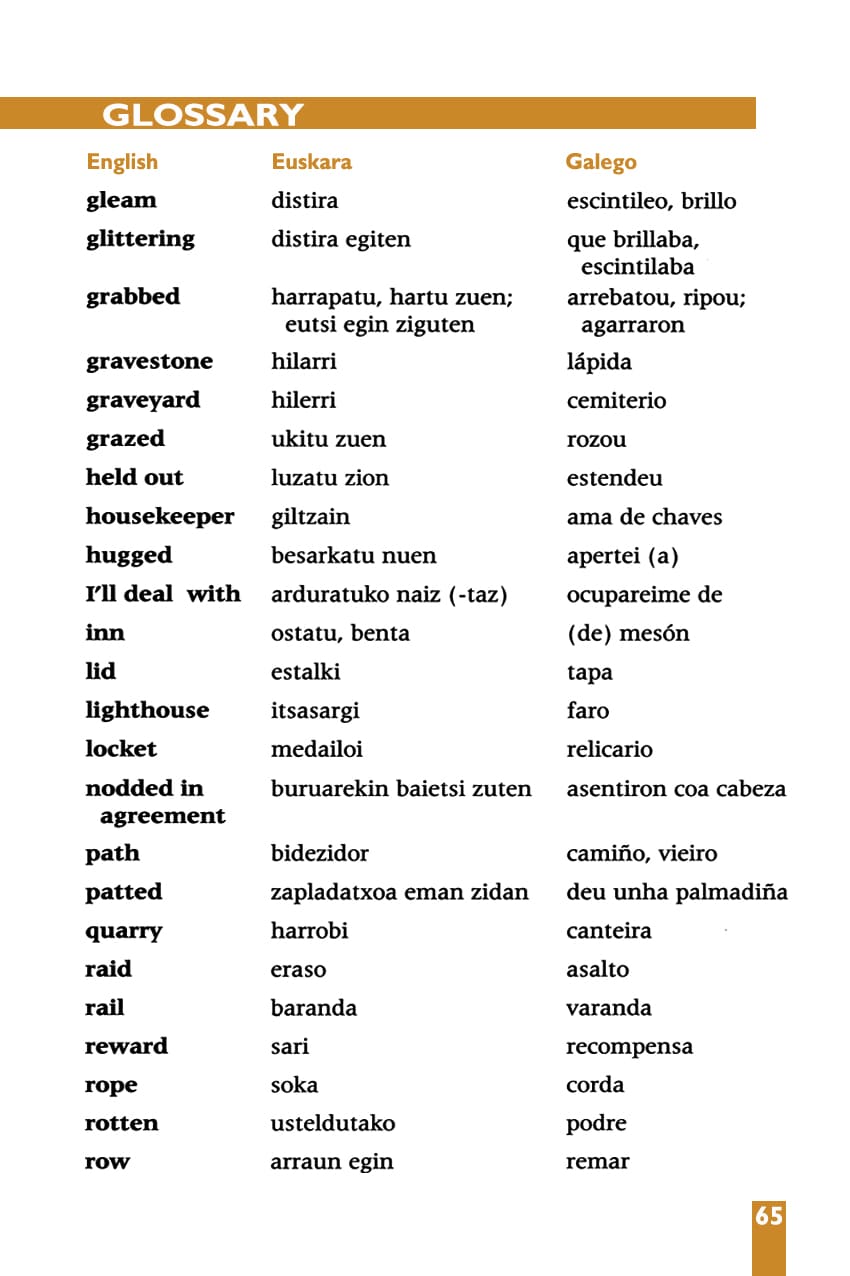 GLOSSARY
English Euskara Galego
gleam distira escintileo, brillo
glittering distira egiten que brillaba,
escintilaba
grabbed harrapatu, hartu zuen; arrebatou, ripou;
eutsi egin ziguten agarraron
gravestone hilarri lápida
graveyard hilerri cemiterio
grazed ukitu zuen rozou
held out luzatu zion estendeu
housekeeper giltzain ama de chaves
hugged besarkatu nuen apertei (a)
I'll deal with arduratuko naiz (-taz) ocupareime de
inn ostatu, benta (de) mesón
lid estalki tapa
lighthouse itsasargi faro
locket medailoi relicario
nodded in buruarekin baietsi zuten asentiron coa cabeza
agreement
path bidezidor camiño, vieiro
patted zapladatxoa eman zidan deu unha palmadiña
quarry harrobi canteira
raid eraso asalto
rail baranda varanda
reward sari recompensa
rope soka corda
rotten usteldutako podre
row arraun egin remar
65